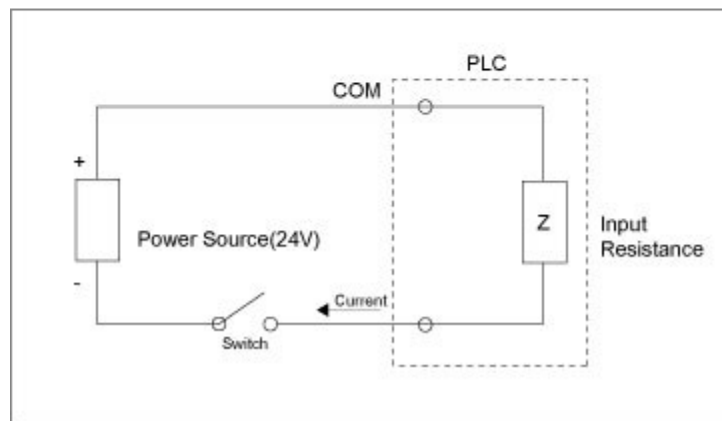 PLC
COM
+
Power Source(24V)
-
Z
Input
Resistance
Current
Switch